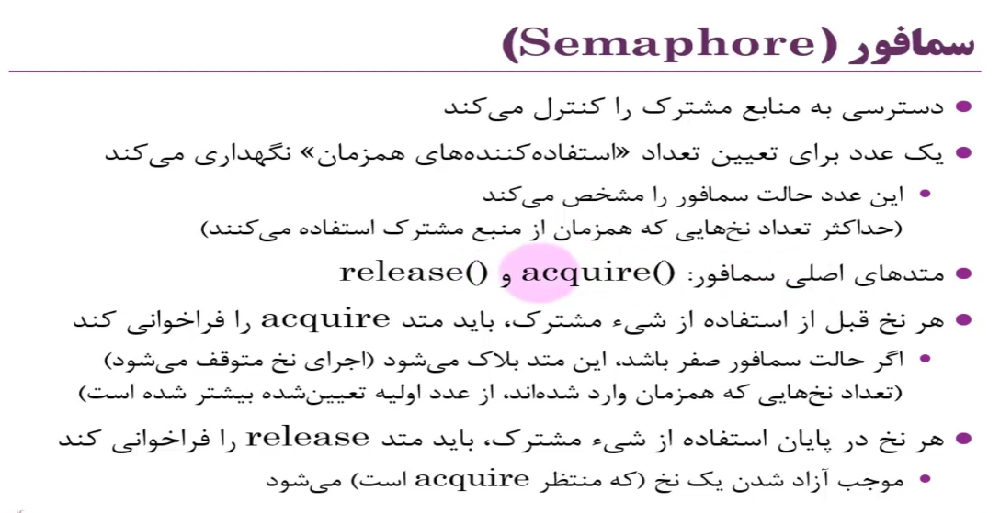 سمافور (Semaphore)
• دسترسی به منابع مشترک را کنترل می‌کند
• یک عدد برای تعیین تعداد «استفاده‌کننده‌های همزمان» نگهداری می‌کند
• این عدد حالت سمافور را مشخص می‌کند
(حداکثر تعداد نخ‌هایی که همزمان از منبع مشترک استفاده می‌کنند)
• متدهای اصلی سمافور: acquire() و release()
• هر نخ قبل از استفاده از شیء مشترک، باید متد acquire را فراخوانی کند
• اگر حالت سمافور صفر باشد، این متد بلاک می‌شود (اجرای نخ متوقف می‌شود)
(تعداد نخ‌هایی که همزمان وارد شده‌اند، از عدد اولیه تعیین‌شده بیشتر شده است)
• هر نخ در پایان استفاده از شیء مشترک، باید متد release را فراخوانی کند
• موجب آزاد شدن یک نخ (که منتظر acquire است) می‌شود